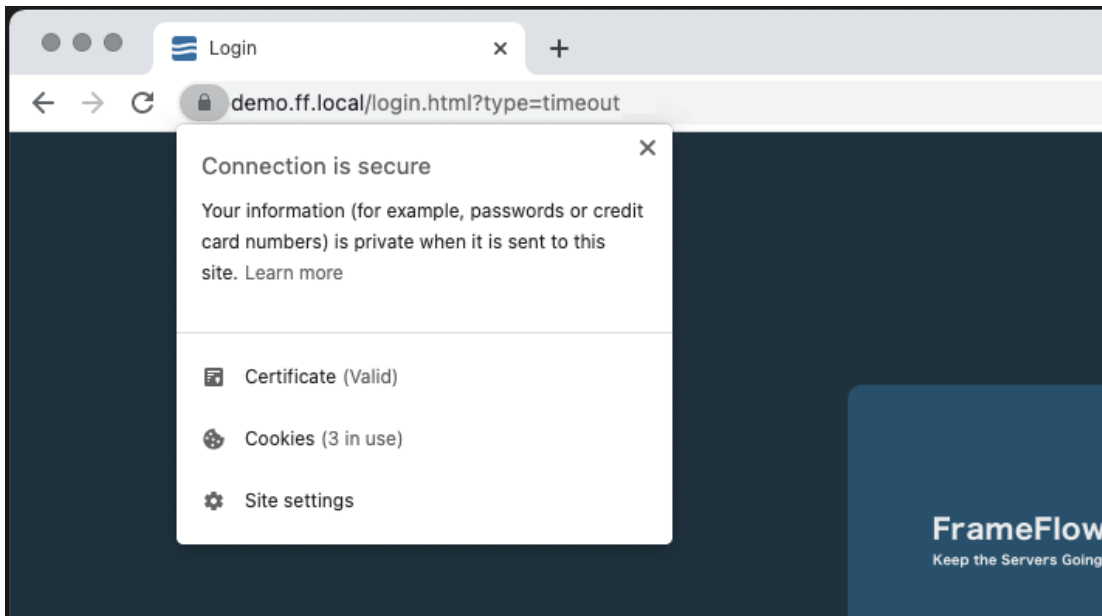 Login
demo.ff.local/login.html?type=timeout
Connection is secure
Your information (for example, passwords or credit
card numbers) is private when it is sent to this
site. Learn more
Certificate (Valid)
Cookies (3 in use)
Site settings
FrameFlow
Keep the Servers Going